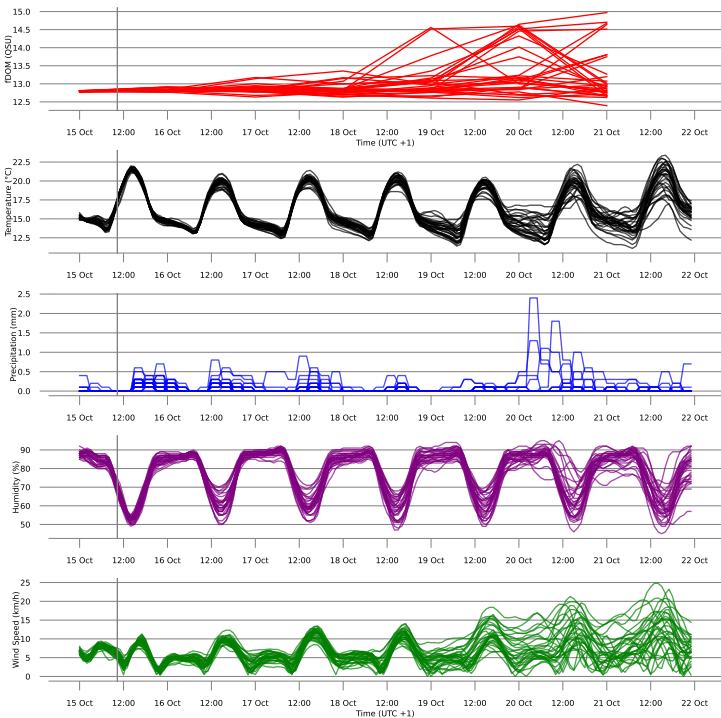 15.0
14.5
14.0
13.5
13.0
12.5
fDOM (QSU)
15 Oct 12:00 16 Oct 12:00 17 Oct 12:00 18 Oct 12:00 19 Oct 12:00 20 Oct 12:00 21 Oct 12:00 22 Oct
Time (UTC +1)
22.5
20.0
17.5
15.0
12.5
Temperature (°C)
15 Oct 12:00 16 Oct 12:00 17 Oct 12:00 18 Oct 12:00 19 Oct 12:00 20 Oct 12:00 21 Oct 12:00 22 Oct
2.5
2.0
1.5
1.0
0.5
0.0
Precipitation (mm)
15 Oct 12:00 16 Oct 12:00 17 Oct 12:00 18 Oct 12:00 19 Oct 12:00 20 Oct 12:00 21 Oct 12:00 22 Oct
90
80
70
60
50
Humidity (%)
15 Oct 12:00 16 Oct 12:00 17 Oct 12:00 18 Oct 12:00 19 Oct 12:00 20 Oct 12:00 21 Oct 12:00 22 Oct
25
20
15
10
5
0
Wind Speed (km/h)
15 Oct 12:00 16 Oct 12:00 17 Oct 12:00 18 Oct 12:00 19 Oct 12:00 20 Oct 12:00 21 Oct 12:00 22 Oct
Time (UTC +1)